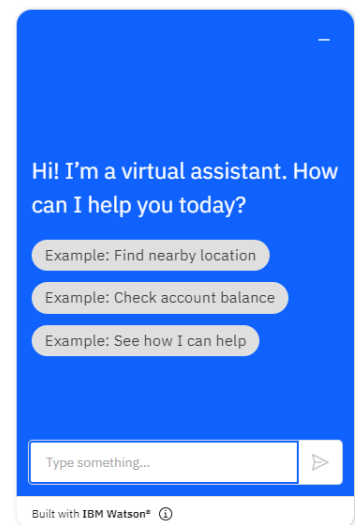 Hi! I’m a virtual assistant. How
can I help you today?
Example: Find nearby location
Example: Check account balance
Example: See how I can help
Type something...
Built with IBM Watson®